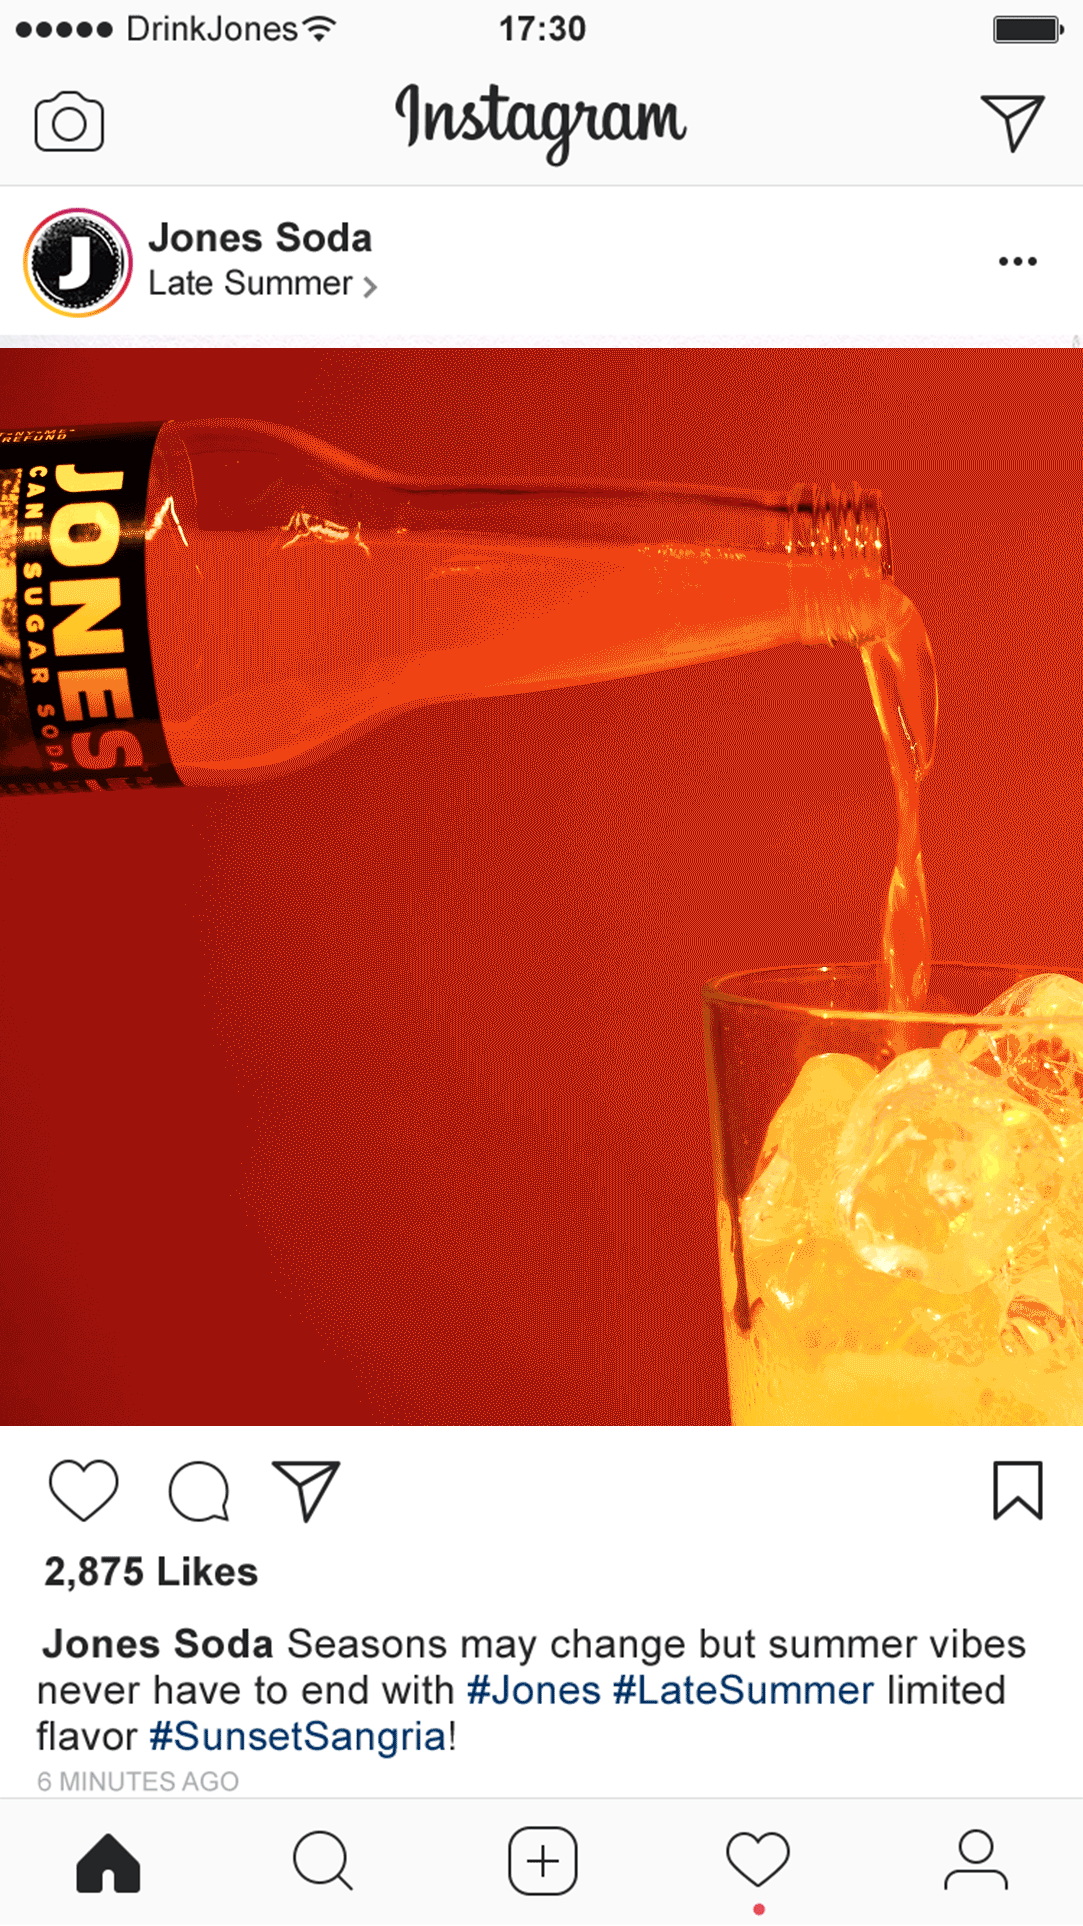 DrinkJones 17:30
Instagram
J
Jones Soda
Late Summer
REFUND
JONES
CANE SUGAR SODA
2,875 Likes
Jones Soda Seasons may change but summer vibes
never have to end with #Jones #LateSummer limited
flavor #SunsetSangria!
6 MINUTES AGO